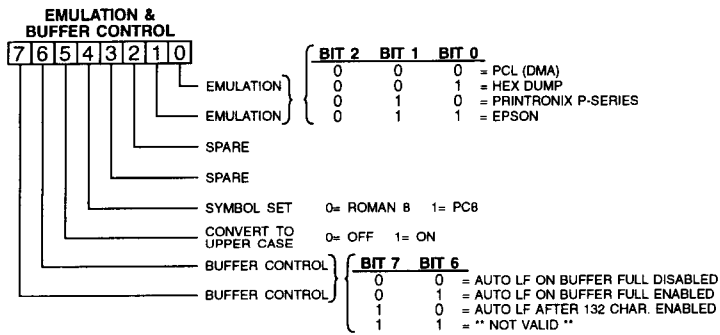 EMULATION &
BUFFER CONTROL
7 6 5 4 3 2 1 0
BIT 2 BIT 1 BIT 0
0 0 0 = PCL (DMA)
EMULATION 0 0 1 = HEX DUMP
0 1 0 = PRINTRONIX P-SERIES
EMULATION 0 1 1 = EPSON
SPARE
SPARE
SYMBOL SET 0= ROMAN 8 1= PC8
CONVERT TO
UPPER CASE 0= OFF 1= ON
BUFFER CONTROL BIT 7 BIT 6
0 0 = AUTO LF ON BUFFER FULL DISABLED
BUFFER CONTROL 0 1 = AUTO LF ON BUFFER FULL ENABLED
1 0 = AUTO LF AFTER 132 CHAR. ENABLED
1 1 = ** NOT VALID **